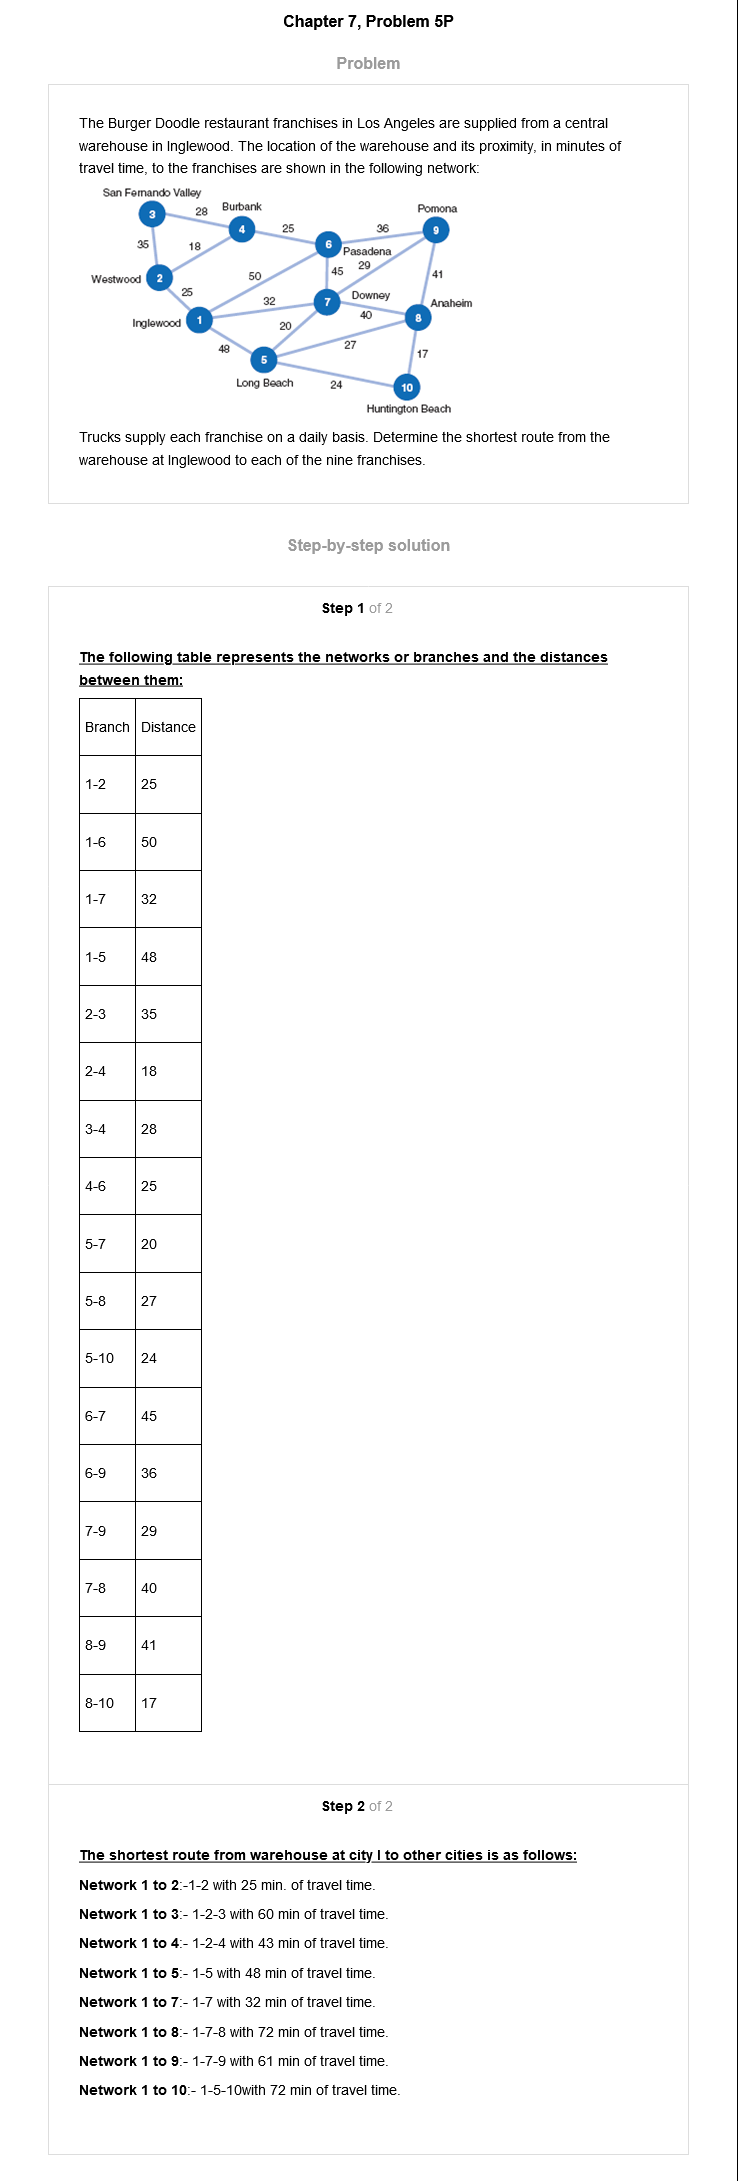 Chapter 7, Problem 5P
Problem
The Burger Doodle restaurant franchises in Los Angeles are supplied from a central
warehouse in Inglewood. The location of the warehouse and its proximity, in minutes of
travel time, to the franchises are shown in the following network:
San Fernando Valley
3
28
Burbank
4
25
Pomona
9
36
6
Pasadena
35
18
29
45
50
41
Westwood
2
25
Downey
7
32
40
Anaheim
8
Inglewood
1
20
48
27
17
5
Long Beach
24
10
Huntington Beach
Trucks supply each franchise on a daily basis. Determine the shortest route from the
warehouse at Inglewood to each of the nine franchises.
Step-by-step solution
Step 1 of 2
The following table represents the networks or branches and the distances
between them:
Branch Distance
1-2 25
1-6 50
1-7 32
1-5 48
2-3 35
2-4 18
3-4 28
4-6 25
5-7 20
5-8 27
5-10 24
6-7 45
6-9 36
7-9 29
7-8 40
8-9 41
8-10 17
Step 2 of 2
The shortest route from warehouse at city I to other cities is as follows:
Network 1 to 2:-1-2 with 25 min. of travel time.
Network 1 to 3:- 1-2-3 with 60 min of travel time.
Network 1 to 4:- 1-2-4 with 43 min of travel time.
Network 1 to 5:- 1-5 with 48 min of travel time.
Network 1 to 7:- 1-7 with 32 min of travel time.
Network 1 to 8:- 1-7-8 with 72 min of travel time.
Network 1 to 9:- 1-7-9 with 61 min of travel time.
Network 1 to 10:- 1-5-10with 72 min of travel time.